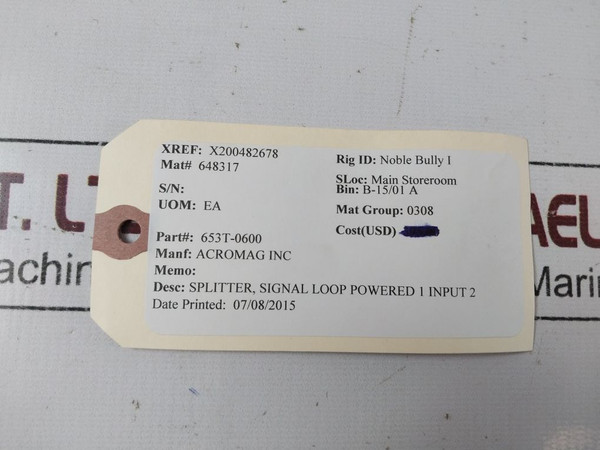 XREF: X200482678
Mat# 648317
S/N:
UOM: EA
Part#: 653T-0600
Manf: ACROMAG INC
Memo:
Desc: SPLITTER, SIGNAL LOOP POWERED 1 INPUT 2
Date Printed: 07/08/2015
Rig ID: Noble Bully I
SLoc: Main Storeroom
Bin: B-15/01 A
Mat Group: 0308
Cost(USD)
T. L
achin
AEL
Marin